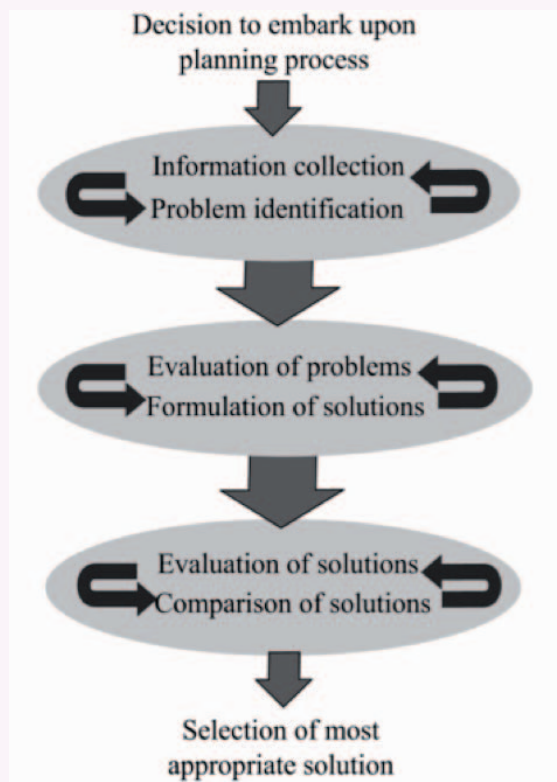 Decision to embark upon
planning process
Information collection
Problem identification
Evaluation of problems
Formulation of solutions
Evaluation of solutions
Comparison of solutions
Selection of most
appropriate solution